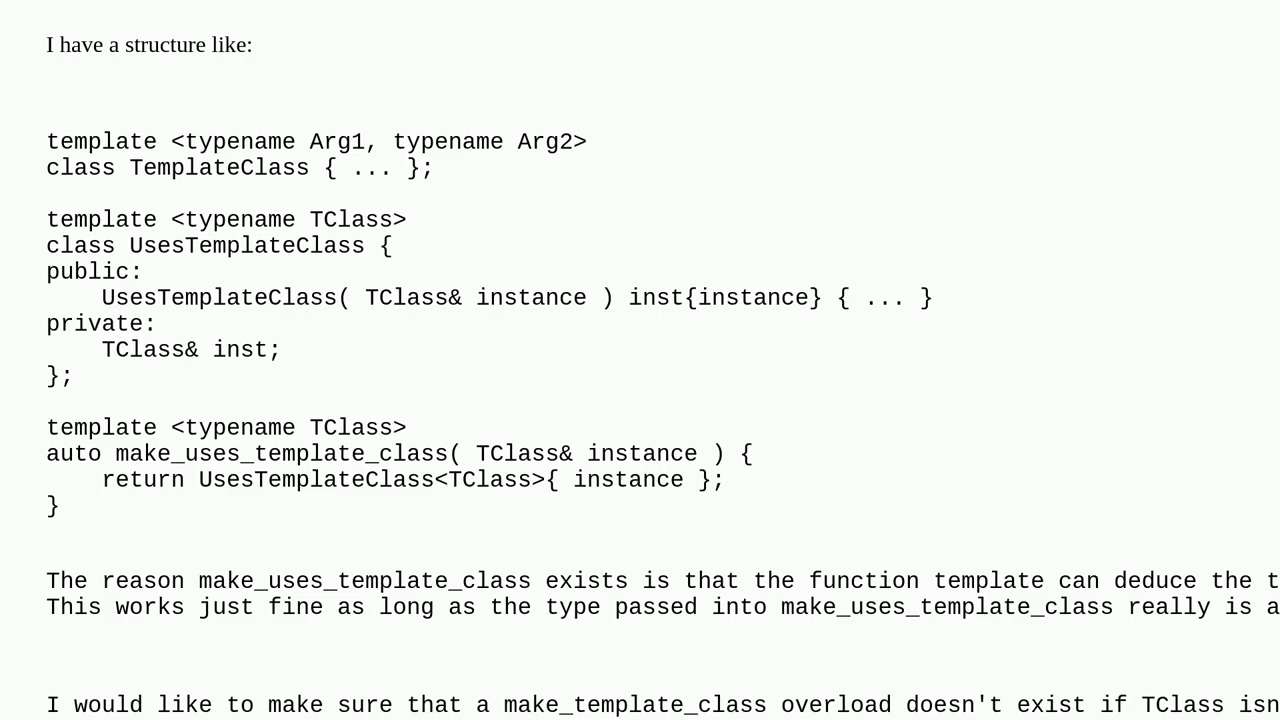 I have a structure like:
template <typename Arg1, typename Arg2>
class TemplateClass { ... };
template <typename TClass>
class UsesTemplateClass {
public:
    UsesTemplateClass( TClass& instance ) inst{instance} { ... }
private:
    TClass& inst;
};
template <typename TClass>
auto make_uses_template_class( TClass& instance ) {
    return UsesTemplateClass<TClass>{ instance };
}
The reason make_uses_template_class exists is that the function template can deduce the t
This works just fine as long as the type passed into make_uses_template_class really is a
I would like to make sure that a make_template_class overload doesn't exist if TClass isn